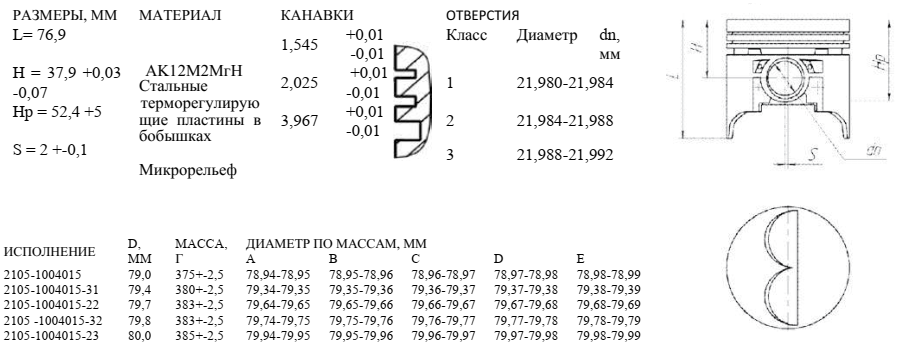 РАЗМЕРЫ, ММ
L= 76,9
H = 37,9 +0,03
-0,07
Hp = 52,4 +5
S = 2 +-0,1
МАТЕРИАЛ
АК12М2МгН
Стальные
терморегулирую
щие пластины в
бобышках
Микрорельеф
КАНАВКИ
1,545 +0,01
-0,01
2,025 +0,01
-0,01
3,967 +0,01
-0,01
ОТВЕРСТИЯ
Класс Диаметр dn,
мм
1 21,980-21,984
2 21,984-21,988
3 21,988-21,992
L
H
Hp
S
dn
ИСПОЛНЕНИЕ D, ММ МАССА, Г ДИАМЕТР ПО МАССАМ, ММ
A B C D E
2105-1004015 79,0 375+-2,5 78,94-78,95 78,95-78,96 78,96-78,97 78,97-78,98 78,98-78,99
2105-1004015-31 79,4 380+-2,5 79,34-79,35 79,35-79,36 79,36-79,37 79,37-79,38 79,38-79,39
2105-1004015-22 79,7 383+-2,5 79,64-79,65 79,65-79,66 79,66-79,67 79,67-79,68 79,68-79,69
2105 -1004015-32 79,8 383+-2,5 79,74-79,75 79,75-79,76 79,76-79,77 79,77-79,78 79,78-79,79
2105-1004015-23 80,0 385+-2,5 79,94-79,95 79,95-79,96 79,96-79,97 79,97-79,98 79,98-79,99